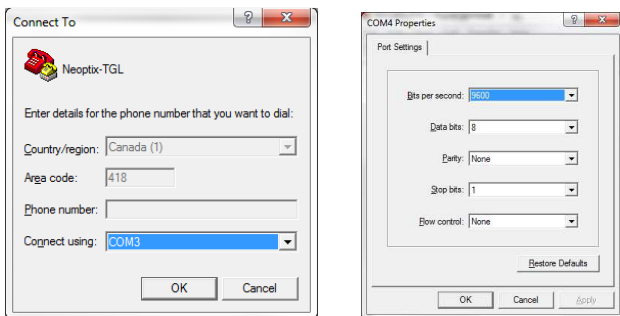 Connect To
Neoptix-TGL
Enter details for the phone number that you want to dial:
Country/region: Canada (1)
Area code: 418
Phone number:
Connect using: COM3
OK Cancel
COM4 Properties
Port Settings
Bits per second: 9600
Data bits: 8
Parity: None
Stop bits: 1
Flow control: None
Restore Defaults
OK Cancel Apply